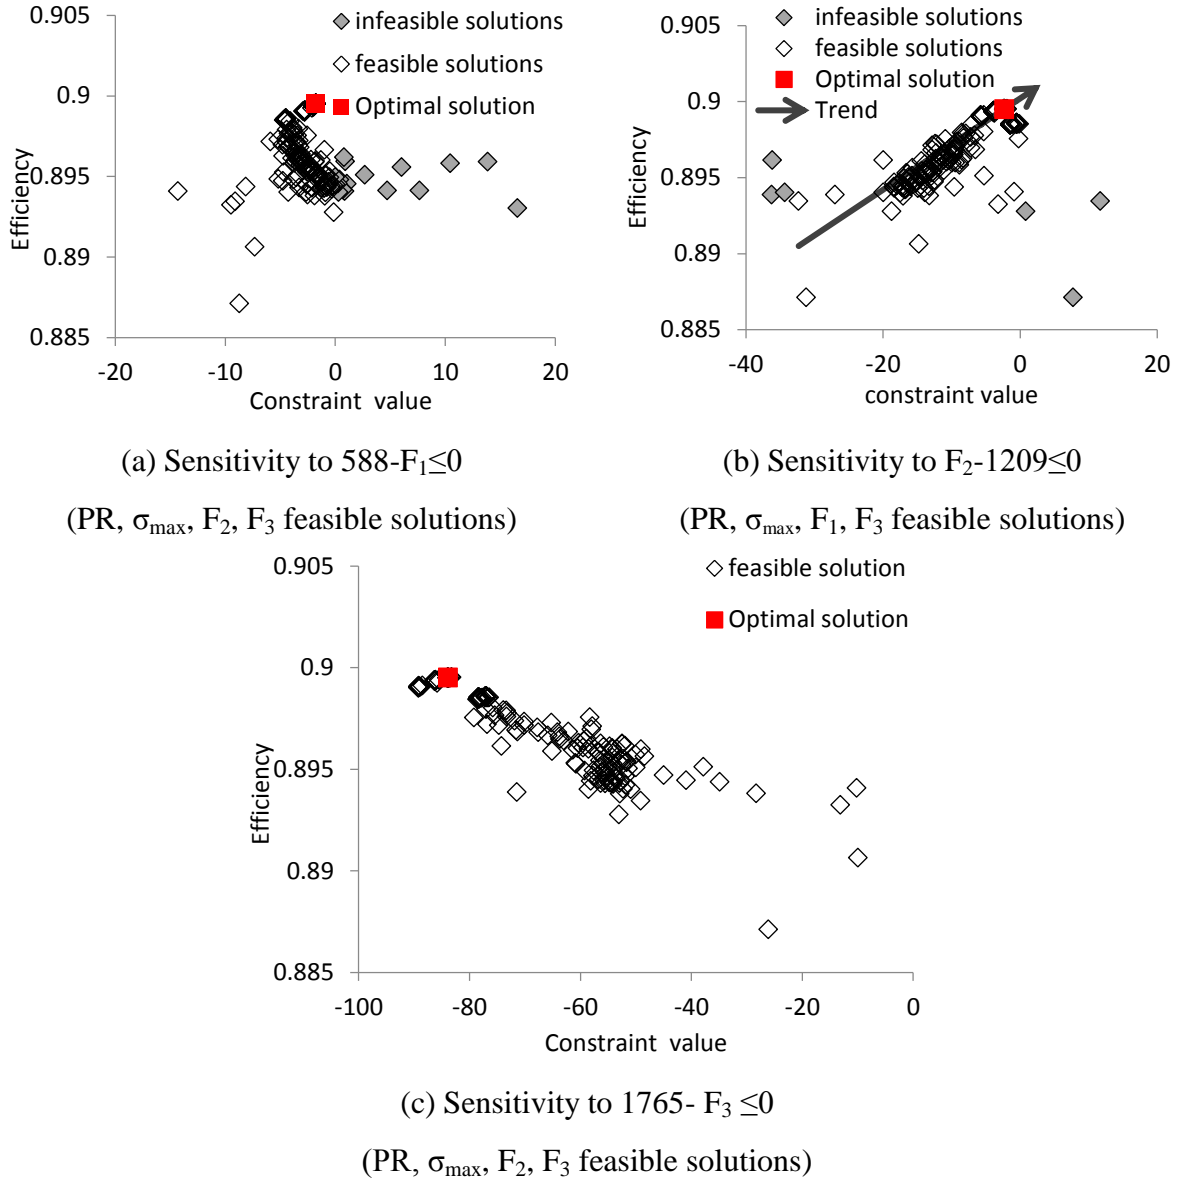 0.905
0.9
0.895
0.89
0.885
Efficiency
infeasible solutions
feasible solutions
Optimal solution
-20 -10 0 10 20
Constraint value
(a) Sensitivity to 588-F₁≤0
(PR, σmax, F₂, F₃ feasible solutions)
0.905
0.9
0.895
0.89
0.885
Efficiency
infeasible solutions
feasible solutions
Optimal solution
Trend
-40 -20 0 20
constraint value
(b) Sensitivity to F₂-1209≤0
(PR, σmax, F₁, F₃ feasible solutions)
0.905
0.9
0.895
0.89
0.885
Efficiency
feasible solution
Optimal solution
-100 -80 -60 -40 -20 0
Constraint value
(c) Sensitivity to 1765- F₃ ≤0
(PR, σmax, F₂, F₃ feasible solutions)